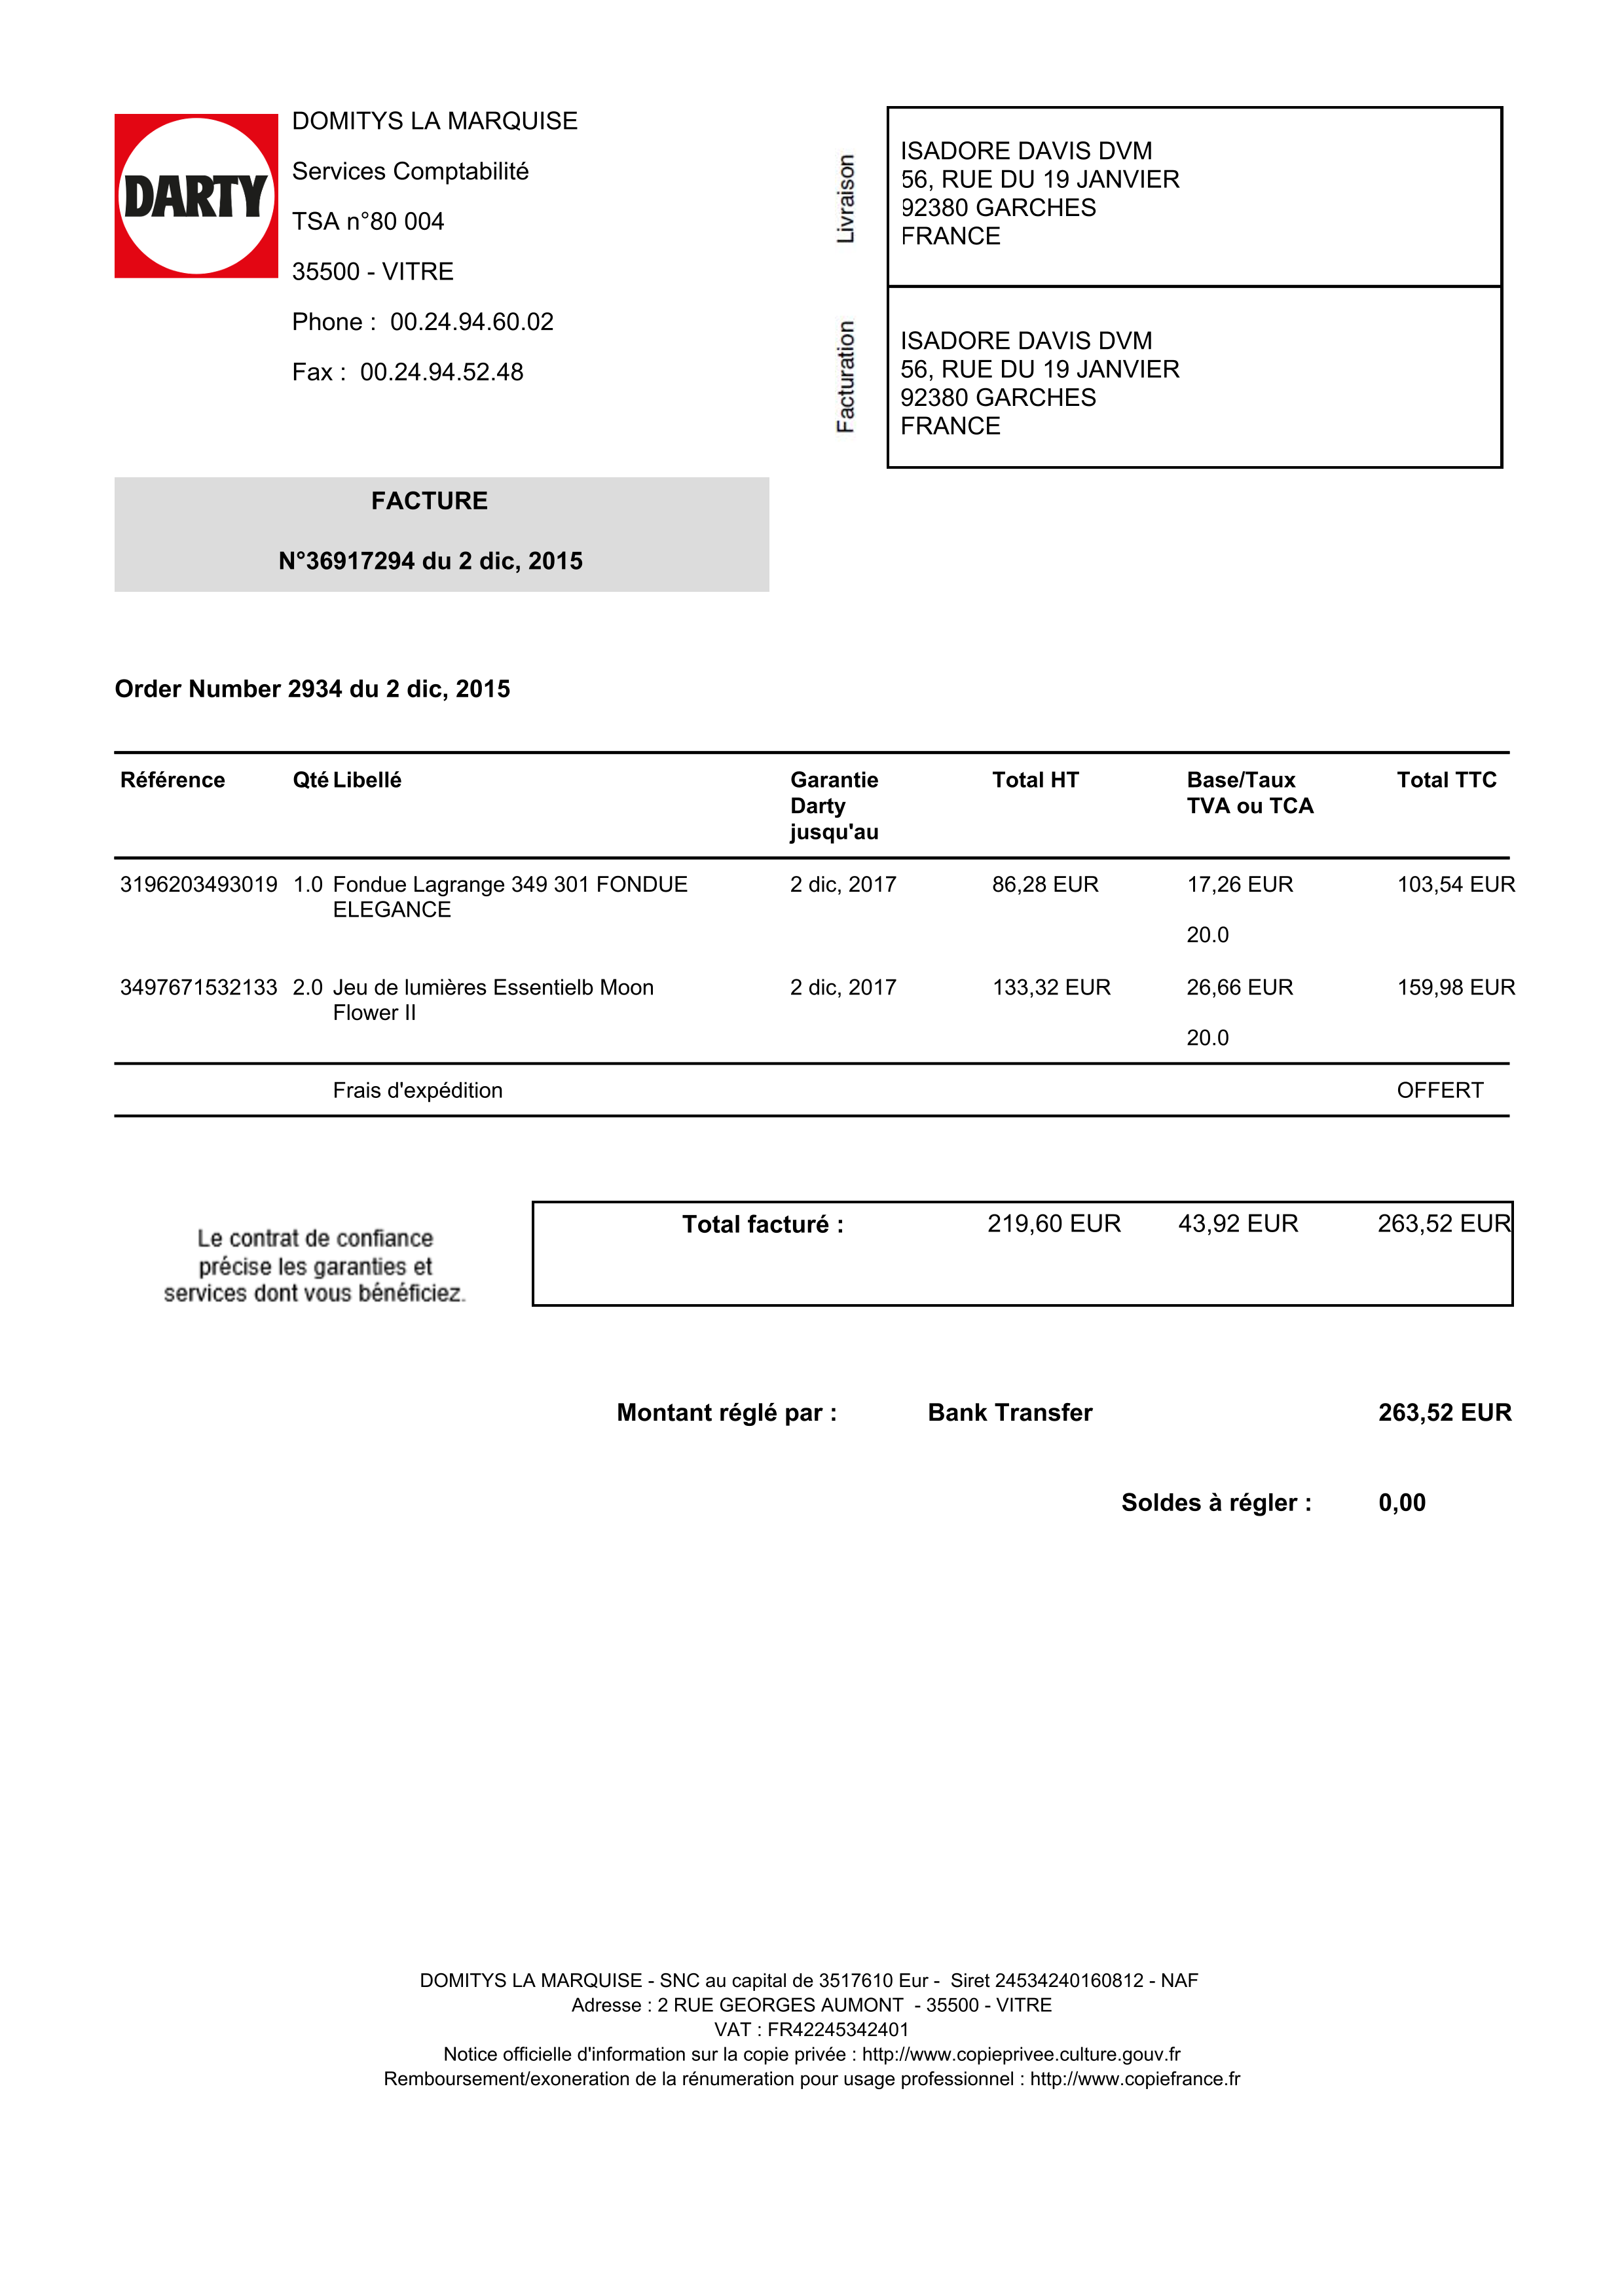 DARTY
DOMITYS LA MARQUISE
Services Comptabilité
TSA n°80 004
35500 - VITRE
Phone : 00.24.94.60.02
Fax : 00.24.94.52.48
Livraison
ISADORE DAVIS DVM
56, RUE DU 19 JANVIER
92380 GARCHES
FRANCE
Facturation
ISADORE DAVIS DVM
56, RUE DU 19 JANVIER
92380 GARCHES
FRANCE
FACTURE
N°36917294 du 2 dic, 2015
Order Number 2934 du 2 dic, 2015
Référence Qté Libellé Garantie Total HT Base/Taux Total TTC
Darty TVA ou TCA
jusqu'au
3196203493019 1.0 Fondue Lagrange 349 301 FONDUE 2 dic, 2017 86,28 EUR 17,26 EUR 103,54 EUR
ELEGANCE
20.0
3497671532133 2.0 Jeu de lumières Essentielb Moon 2 dic, 2017 133,32 EUR 26,66 EUR 159,98 EUR
Flower II
20.0
Frais d'expédition OFFERT
Le contrat de confiance
précise les garanties et
services dont vous bénéficiez.
Total facturé : 219,60 EUR 43,92 EUR 263,52 EUR
Montant réglé par : Bank Transfer 263,52 EUR
Soldes à régler : 0,00
DOMITYS LA MARQUISE - SNC au capital de 3517610 Eur - Siret 24534240160812 - NAF
Adresse : 2 RUE GEORGES AUMONT - 35500 - VITRE
VAT : FR42245342401
Notice officielle d'information sur la copie privée : http://www.copieprivee.culture.gouv.fr
Remboursement/exoneration de la rénumeration pour usage professionnel : http://www.copiefrance.fr